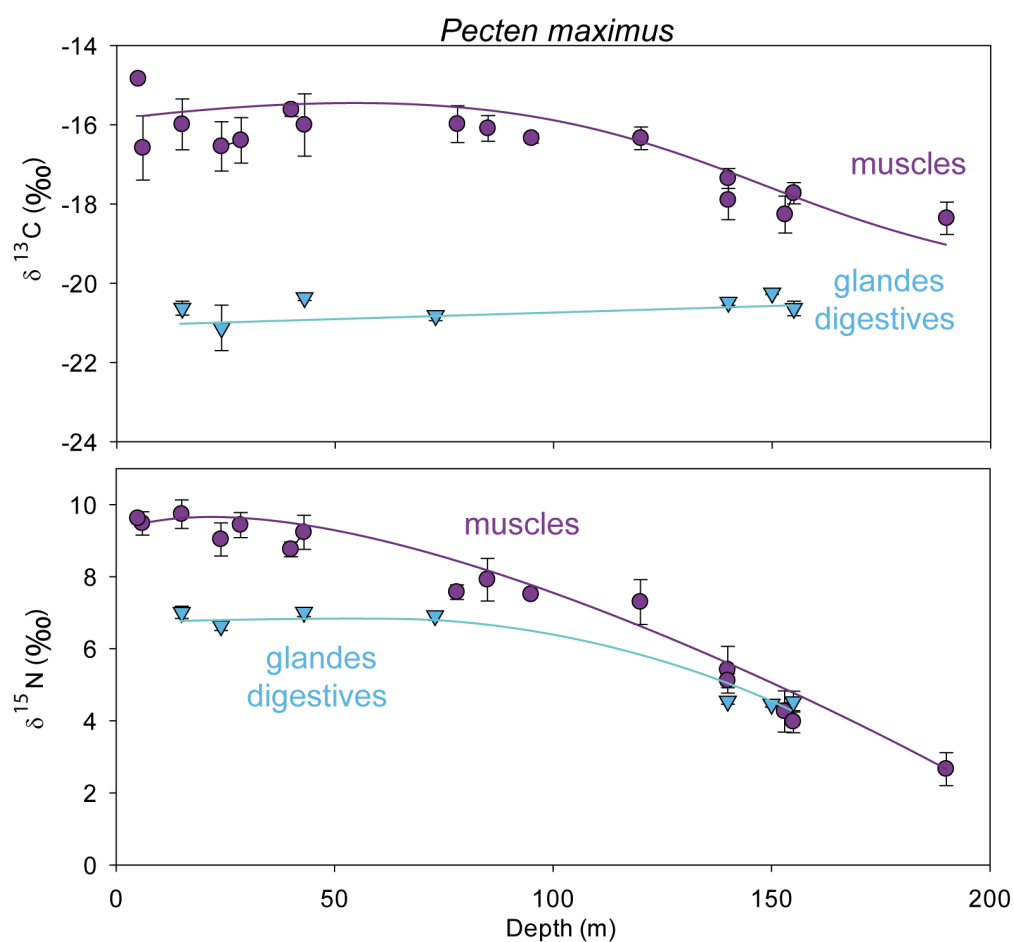 Pecten maximus
-14
-16
-18
-20
-22
-24
δ 13C (‰)
muscles
glandes
digestives
10
8
6
4
2
0
δ 15 N (‰)
muscles
glandes
digestives
0 50 100 150 200
Depth (m)